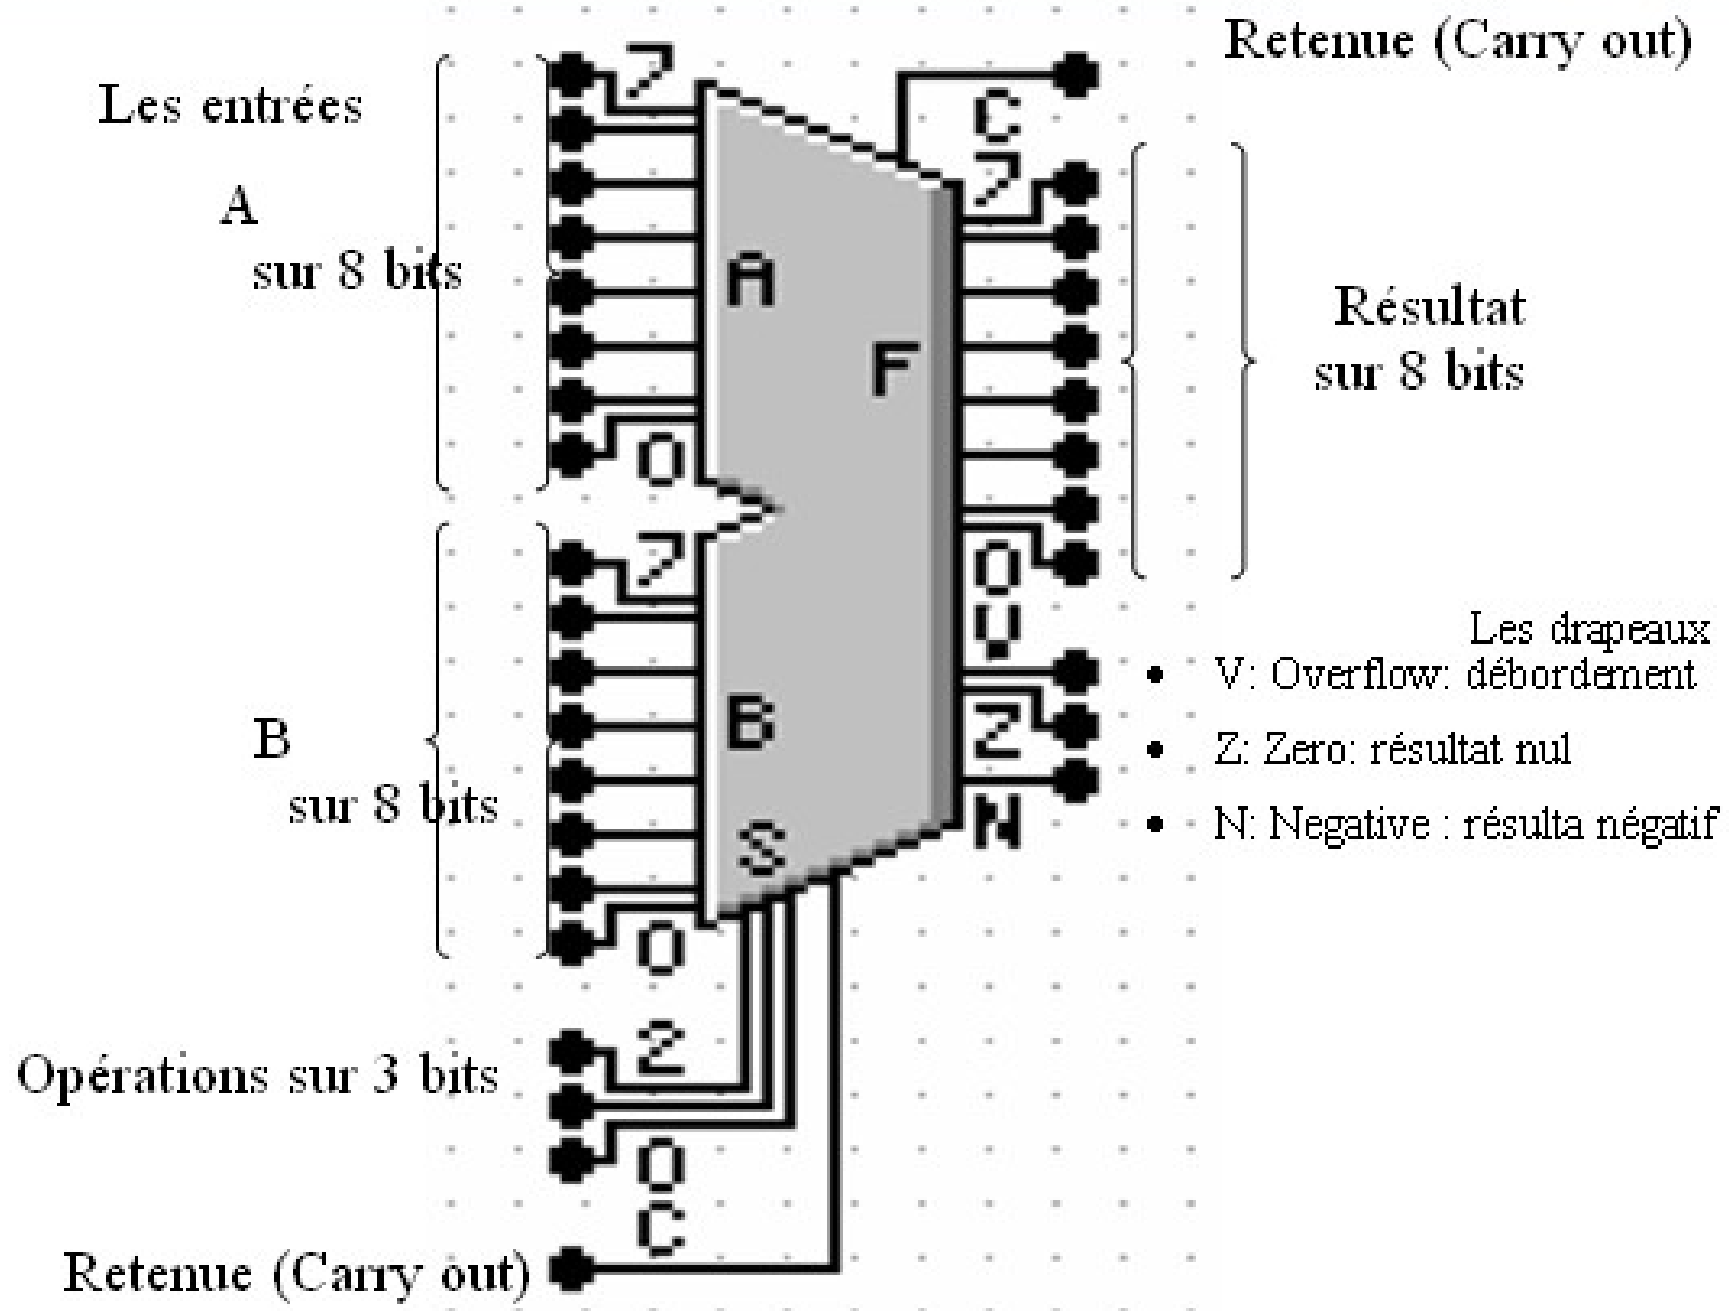 Retenue (Carry out)
Les entrées
A
sur 8 bits
7
C
7
A
F
Résultat
sur 8 bits
0
7
0
V
Les drapeaux
• V: Overflow: débordement
B
B
sur 8 bits
Z
• Z: Zero: résultat nul
S
N
• N: Negative : résulta négatif
0
2
Opérations sur 3 bits
0
C
Retenue (Carry out)